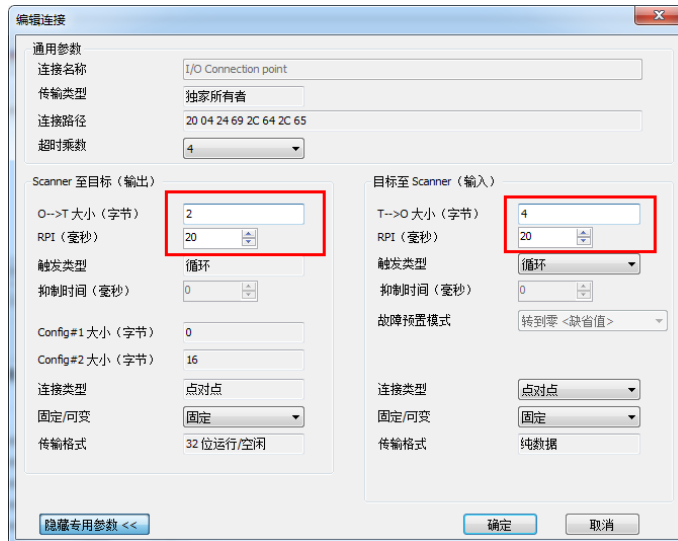 编辑连接
通用参数
连接名称 I/O Connection point
传输类型 独家所有者
连接路径 20 04 24 69 2C 64 2C 65
超时乘数 4
Scanner 至目标（输出）
O-->T 大小（字节） 2
RPI（毫秒） 20
触发类型 循环
抑制时间（毫秒） 0
Config#1 大小（字节） 0
Config#2 大小（字节） 16
连接类型 点对点
固定/可变 固定
传输格式 32 位运行/空闲
目标至 Scanner（输入）
T-->O 大小（字节） 4
RPI（毫秒） 20
触发类型 循环
抑制时间（毫秒） 0
故障预置模式 转到零 <缺省值>
连接类型 点对点
固定/可变 固定
传输格式 纯数据
隐藏专用参数 <<
确定
取消